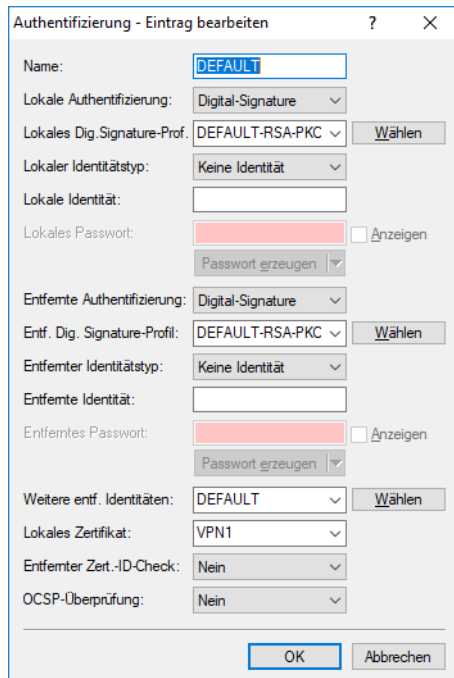 Authentifizierung - Eintrag bearbeiten ? ×
Name: DEFAULT
Lokale Authentifizierung: Digital-Signature
Lokales Dig.Signature-Prof. DEFAULT-RSA-PKC Wählen
Lokaler Identitätstyp: Keine Identität
Lokale Identität:
Lokales Passwort: Anzeigen
Passwort erzeugen
Entfernte Authentifizierung: Digital-Signature
Entf. Dig. Signature-Profil: DEFAULT-RSA-PKC Wählen
Entfernter Identitätstyp: Keine Identität
Entfernte Identität:
Entferntes Passwort: Anzeigen
Passwort erzeugen
Weitere entf. Identitäten: DEFAULT Wählen
Lokales Zertifikat: VPN1
Entfernter Zert.-ID-Check: Nein
OCSP-Überprüfung: Nein
OK Abbrechen